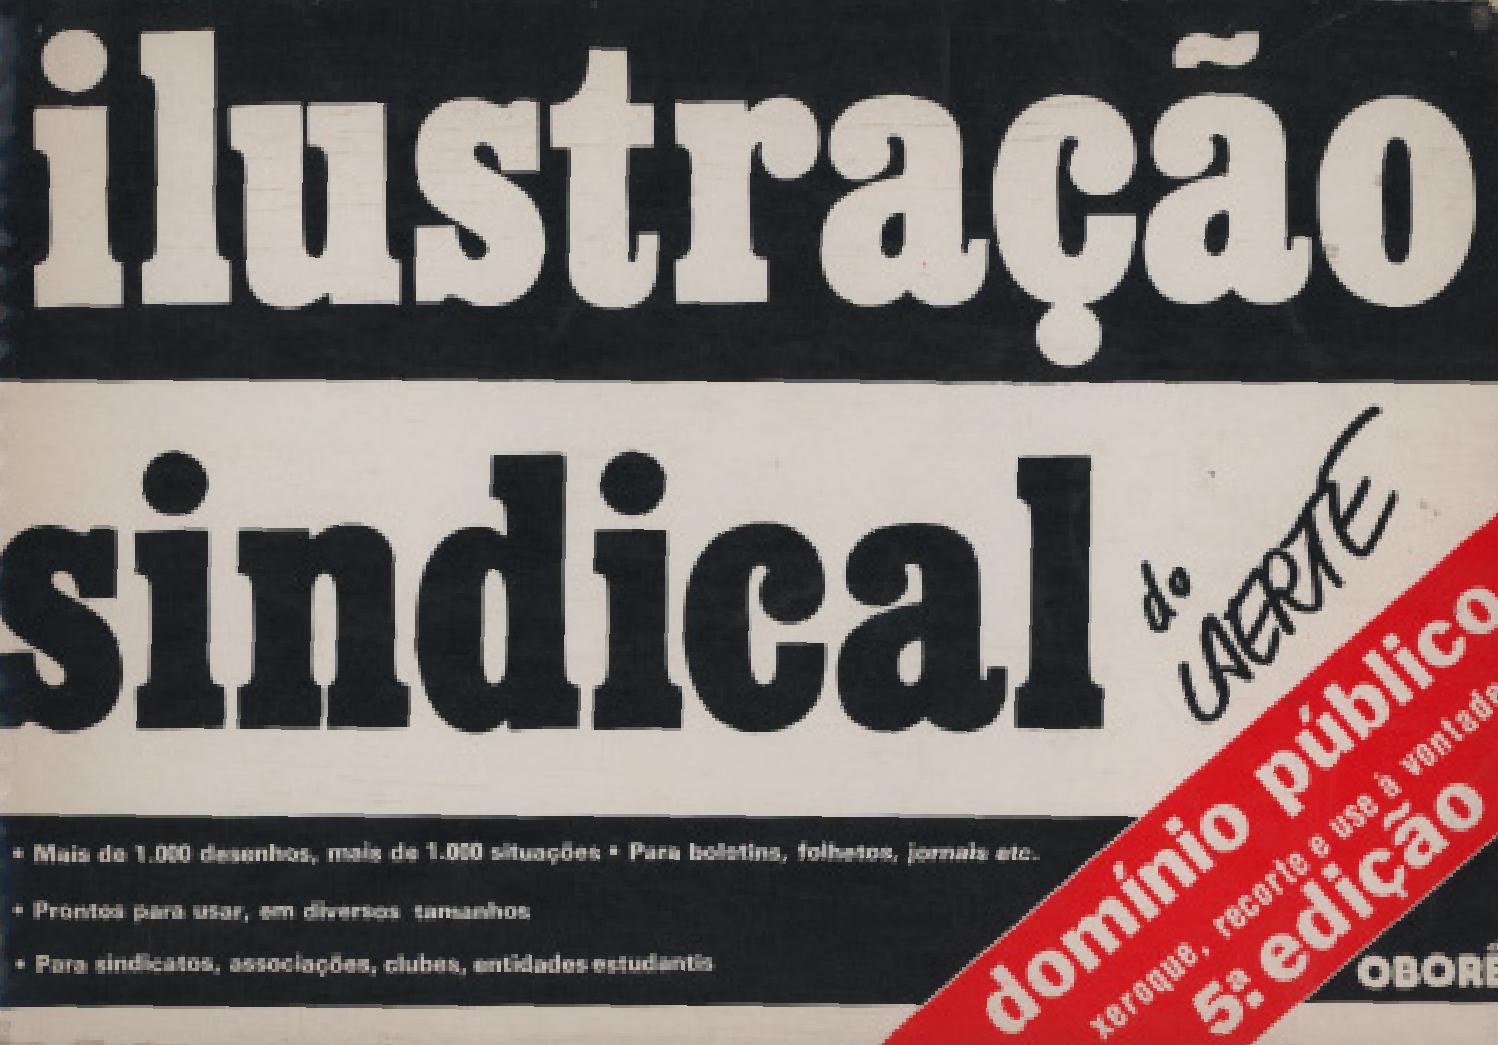 ilustração
sindical
do LAERTE
• Mais de 1.000 desenhos, mais de 1.000 situações • Para boletins, folhetos, jornais etc.
• Prontos para usar, em diversos tamanhos
• Para sindicatos, associações, clubes, entidades estudantis
domínio público
xeroque, recorte e use à vontade
5ª edição
OBORÉ